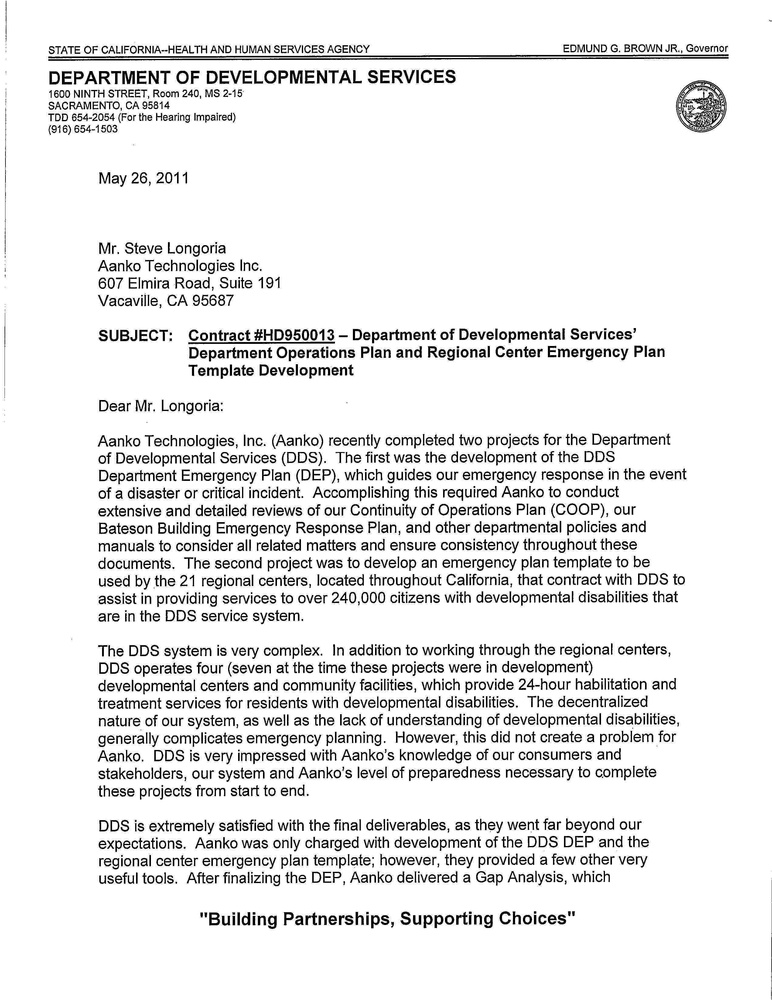 STATE OF CALIFORNIA--HEALTH AND HUMAN SERVICES AGENCY
EDMUND G. BROWN JR., Governor
DEPARTMENT OF DEVELOPMENTAL SERVICES
1600 NINTH STREET, Room 240, MS 2-15
SACRAMENTO, CA 95814
TDD 654-2054 (For the Hearing Impaired)
(916) 654-1503
May 26, 2011
Mr. Steve Longoria
Aanko Technologies Inc.
607 Elmira Road, Suite 191
Vacaville, CA 95687
SUBJECT: Contract #HD950013 – Department of Developmental Services'
Department Operations Plan and Regional Center Emergency Plan
Template Development
Dear Mr. Longoria:
Aanko Technologies, Inc. (Aanko) recently completed two projects for the Department
of Developmental Services (DDS). The first was the development of the DDS
Department Emergency Plan (DEP), which guides our emergency response in the event
of a disaster or critical incident. Accomplishing this required Aanko to conduct
extensive and detailed reviews of our Continuity of Operations Plan (COOP), our
Bateson Building Emergency Response Plan, and other departmental policies and
manuals to consider all related matters and ensure consistency throughout these
documents. The second project was to develop an emergency plan template to be
used by the 21 regional centers, located throughout California, that contract with DDS to
assist in providing services to over 240,000 citizens with developmental disabilities that
are in the DDS service system.
The DDS system is very complex. In addition to working through the regional centers,
DDS operates four (seven at the time these projects were in development)
developmental centers and community facilities, which provide 24-hour habilitation and
treatment services for residents with developmental disabilities. The decentralized
nature of our system, as well as the lack of understanding of developmental disabilities,
generally complicates emergency planning. However, this did not create a problem for
Aanko. DDS is very impressed with Aanko's knowledge of our consumers and
stakeholders, our system and Aanko's level of preparedness necessary to complete
these projects from start to end.
DDS is extremely satisfied with the final deliverables, as they went far beyond our
expectations. Aanko was only charged with development of the DDS DEP and the
regional center emergency plan template; however, they provided a few other very
useful tools. After finalizing the DEP, Aanko delivered a Gap Analysis, which
"Building Partnerships, Supporting Choices"